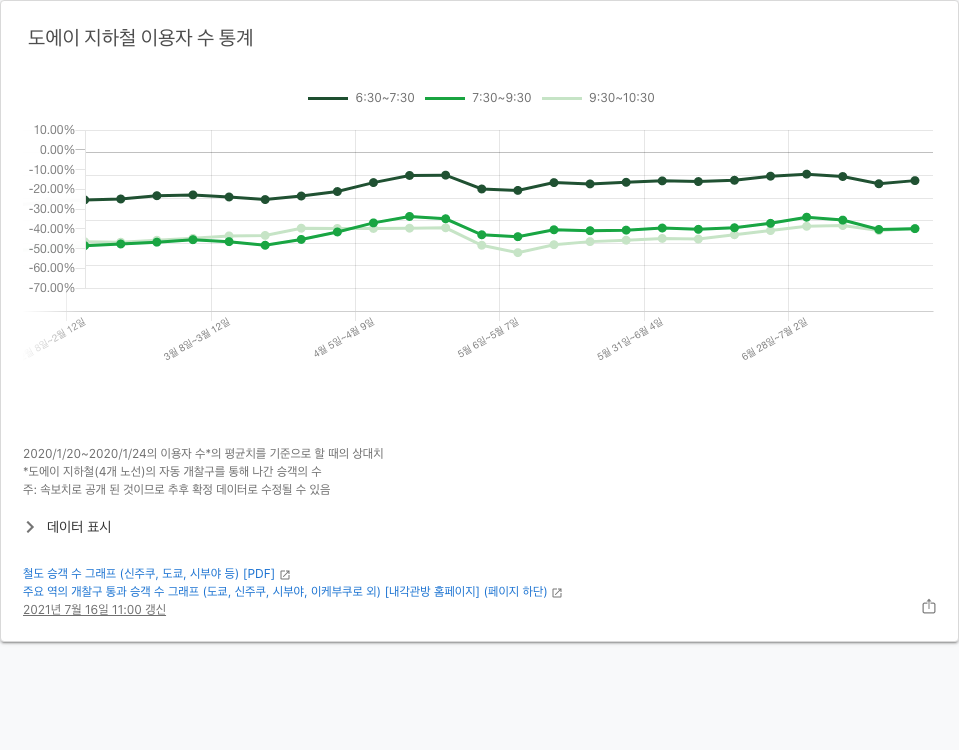 도에이 지하철 이용자 수 통계
6:30~7:30 7:30~9:30 9:30~10:30
10.00%
0.00%
-10.00%
-20.00%
-30.00%
-40.00%
-50.00%
-60.00%
-70.00%
8일~2월 12일 3월 8일~3월 12일 4월 5일~4월 9일 5월 6일~5월 7일 5월 31일~6월 4일 6월 28일~7월 2일
2020/1/20~2020/1/24의 이용자 수*의 평균치를 기준으로 할 때의 상대치
*도에이 지하철(4개 노선)의 자동 개찰구를 통해 나간 승객의 수
주: 속보치로 공개 된 것이므로 추후 확정 데이터로 수정될 수 있음
데이터 표시
철도 승객 수 그래프 (신주쿠, 도쿄, 시부야 등) [PDF]
주요 역의 개찰구 통과 승객 수 그래프 (도쿄, 신주쿠, 시부야, 이케부쿠로 외) [내각관방 홈페이지] (페이지 하단)
2021년 7월 16일 11:00 갱신